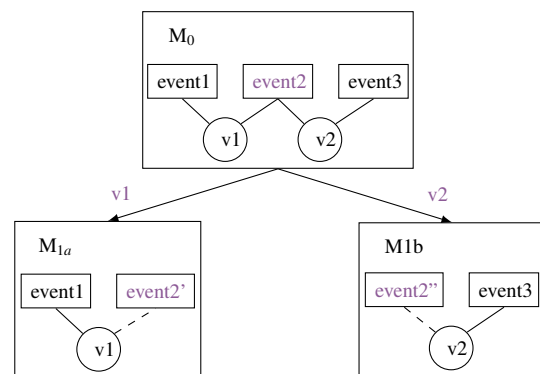 M₀
event1 event2 event3
v1 v2
v1 v2
M₁ₐ M1b
event1 event2' event2" event3
v1 v2